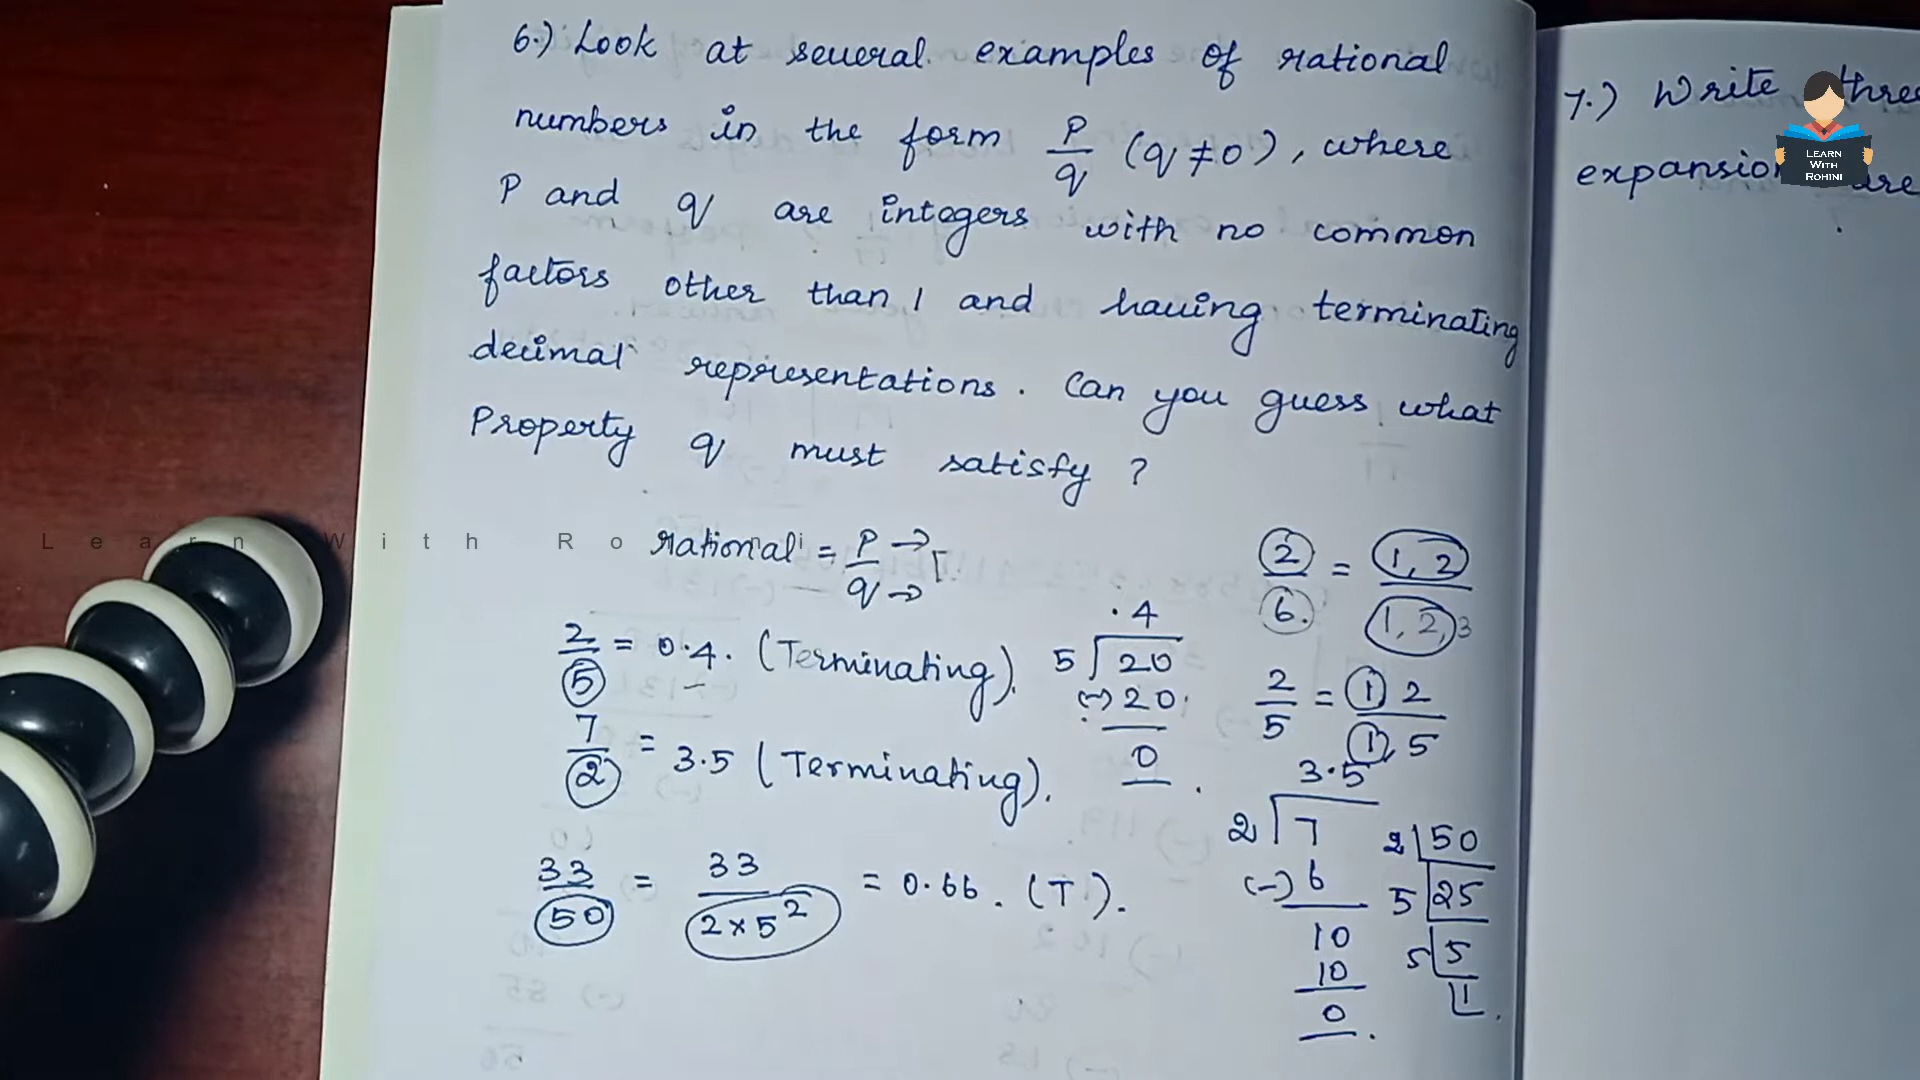 6.) Look at several examples of rational
numbers in the form p/q (q ≠ 0), where
P and q are integers with no common
factors other than 1 and having terminating
decimal representations. Can you guess what
Property q must satisfy ?
rational = p/q → [
→
2/5 = 0.4. (Terminating).
7/2 = 3.5 (Terminating).
33/50 = 33/2×5² = 0.66. (T).
.4
5 ) 20
(-) 20
0
2/6. = 1, 2/1, 2, 3
2/5 = 1 2/1, 5
3.5
2 ) 7
(-) 6
10
10
0
2 | 50
5 | 25
5 | 5
1
7.) Write three
expansion are
LEARN
WITH
ROHINI
Learn With Rohini